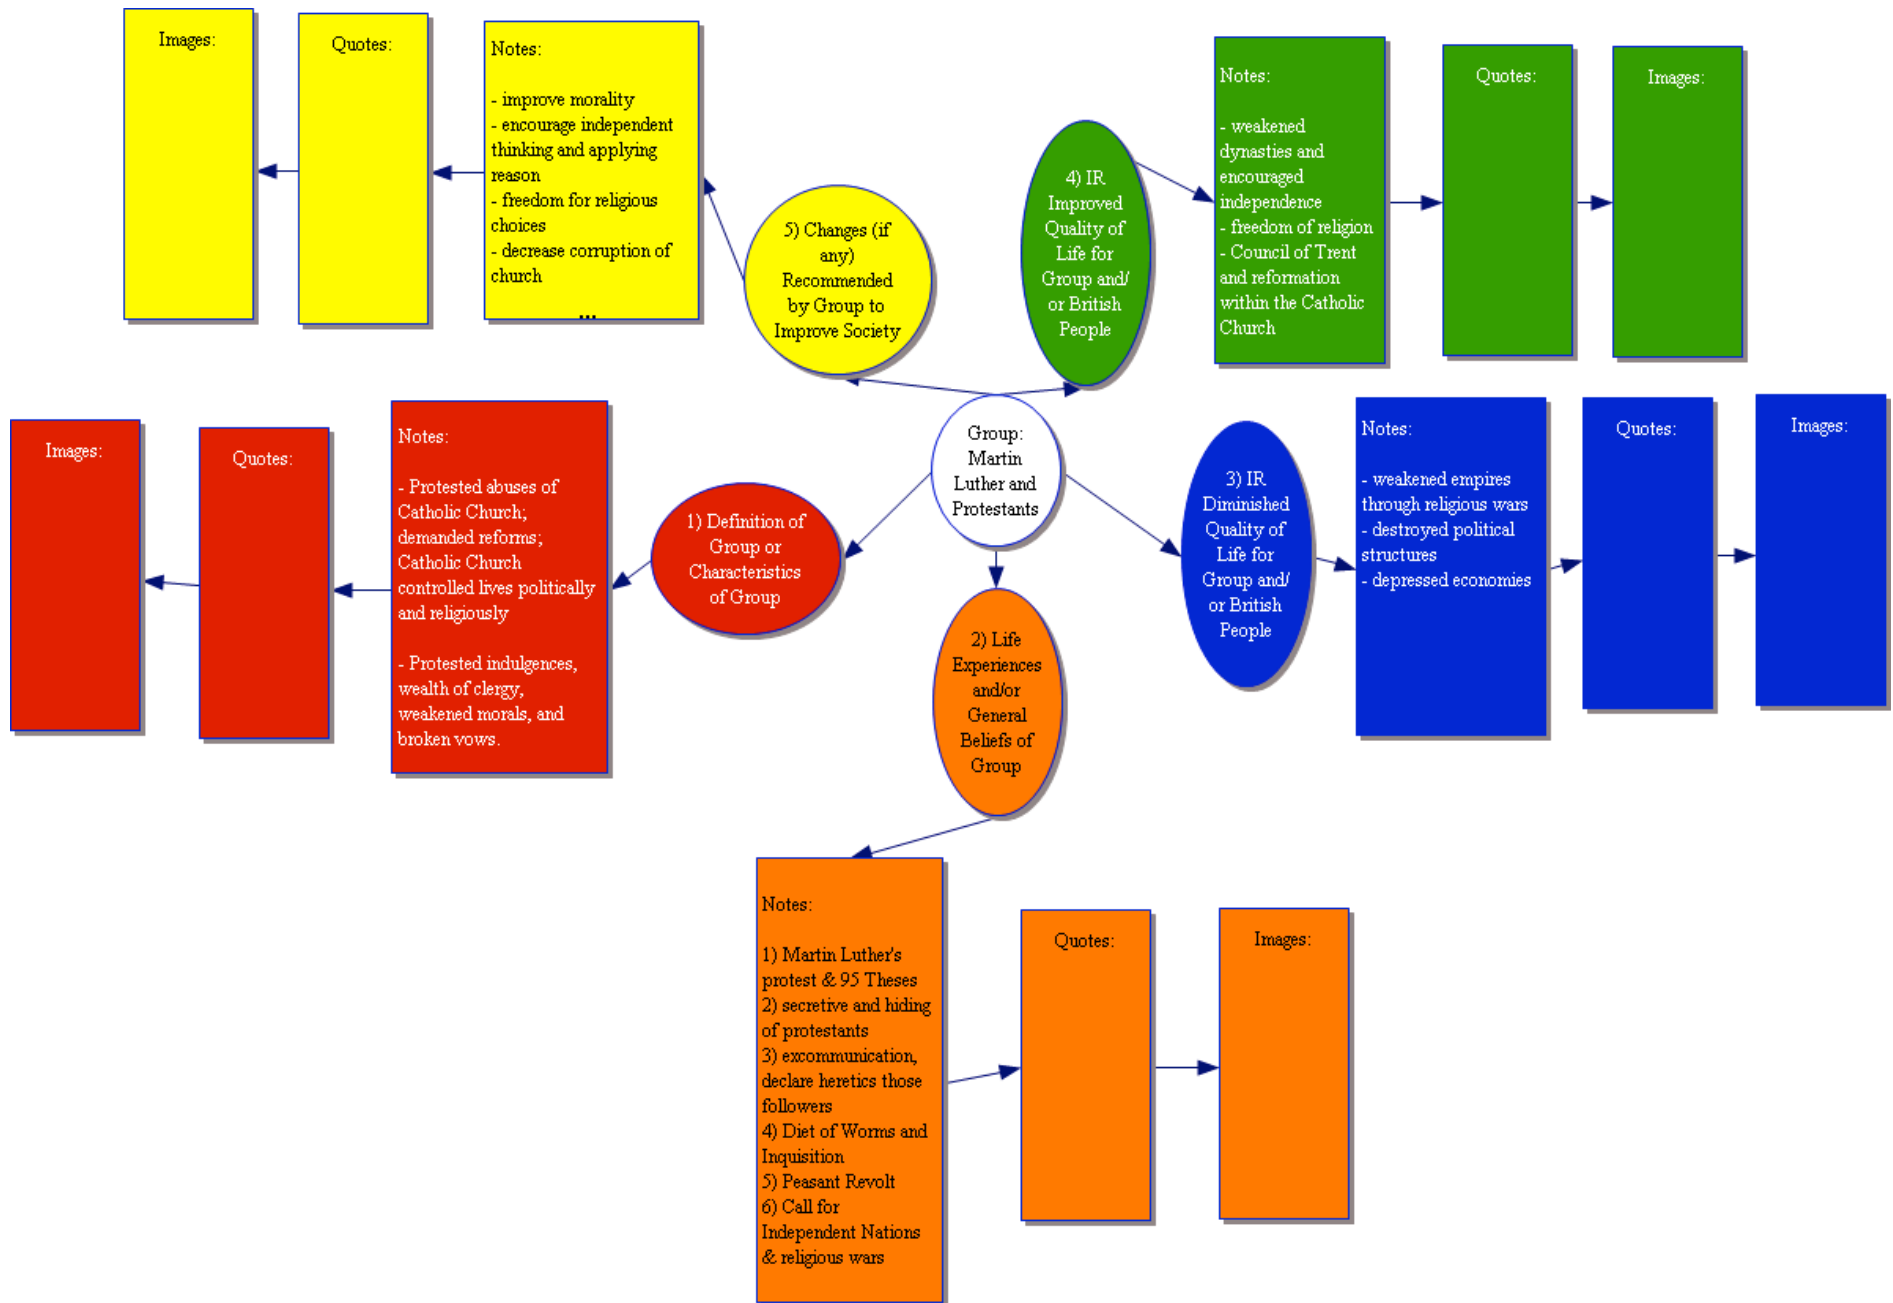 Images:
Quotes:
Notes:
- improve morality
- encourage independent
thinking and applying
reason
- freedom for religious
choices
- decrease corruption of
church
...
5) Changes (if
any)
Recommended
by Group to
Improve Society
4) IR
Improved
Quality of
Life for
Group and/
or British
People
Notes:
- weakened
dynasties and
encouraged
independence
- freedom of religion
- Council of Trent
and reformation
within the Catholic
Church
Quotes:
Images:
Group:
Martin
Luther and
Protestants
Images:
Quotes:
Notes:
- Protested abuses of
Catholic Church;
demanded reforms;
Catholic Church
controlled lives politically
and religiously
- Protested indulgences,
wealth of clergy,
weakened morals, and
broken vows.
1) Definition of
Group or
Characteristics
of Group
3) IR
Diminished
Quality of
Life for
Group and/
or British
People
Notes:
- weakened empires
through religious wars
- destroyed political
structures
- depressed economies
Quotes:
Images:
2) Life
Experiences
and/or
General
Beliefs of
Group
Notes:
1) Martin Luther's
protest & 95 Theses
2) secretive and hiding
of protestants
3) excommunication,
declare heretics those
followers
4) Diet of Worms and
Inquisition
5) Peasant Revolt
6) Call for
Independent Nations
& religious wars
Quotes:
Images: